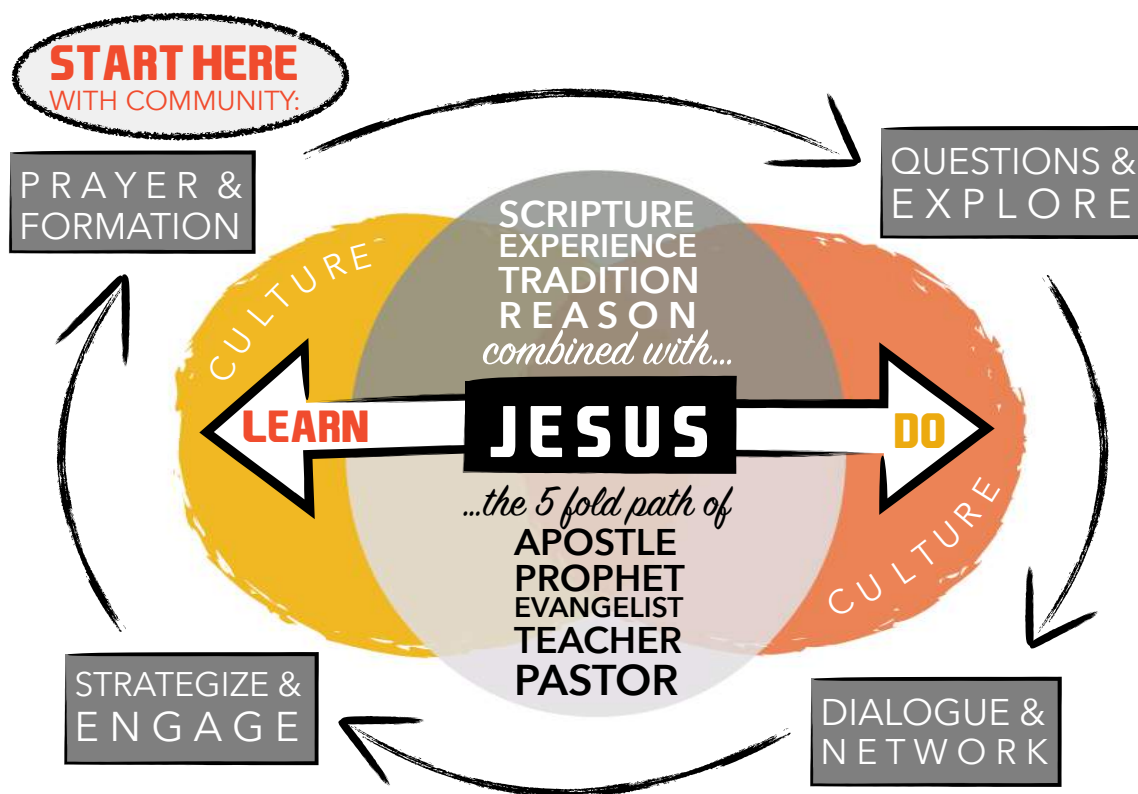 START HERE
WITH COMMUNITY:
PRAYER &
FORMATION
QUESTIONS &
EXPLORE
CULTURE
SCRIPTURE
EXPERIENCE
TRADITION
REASON
combined with...
LEARN
JESUS
DO
...the 5 fold path of
APOSTLE
PROPHET
EVANGELIST
TEACHER
PASTOR
CULTURE
STRATEGIZE &
ENGAGE
DIALOGUE &
NETWORK